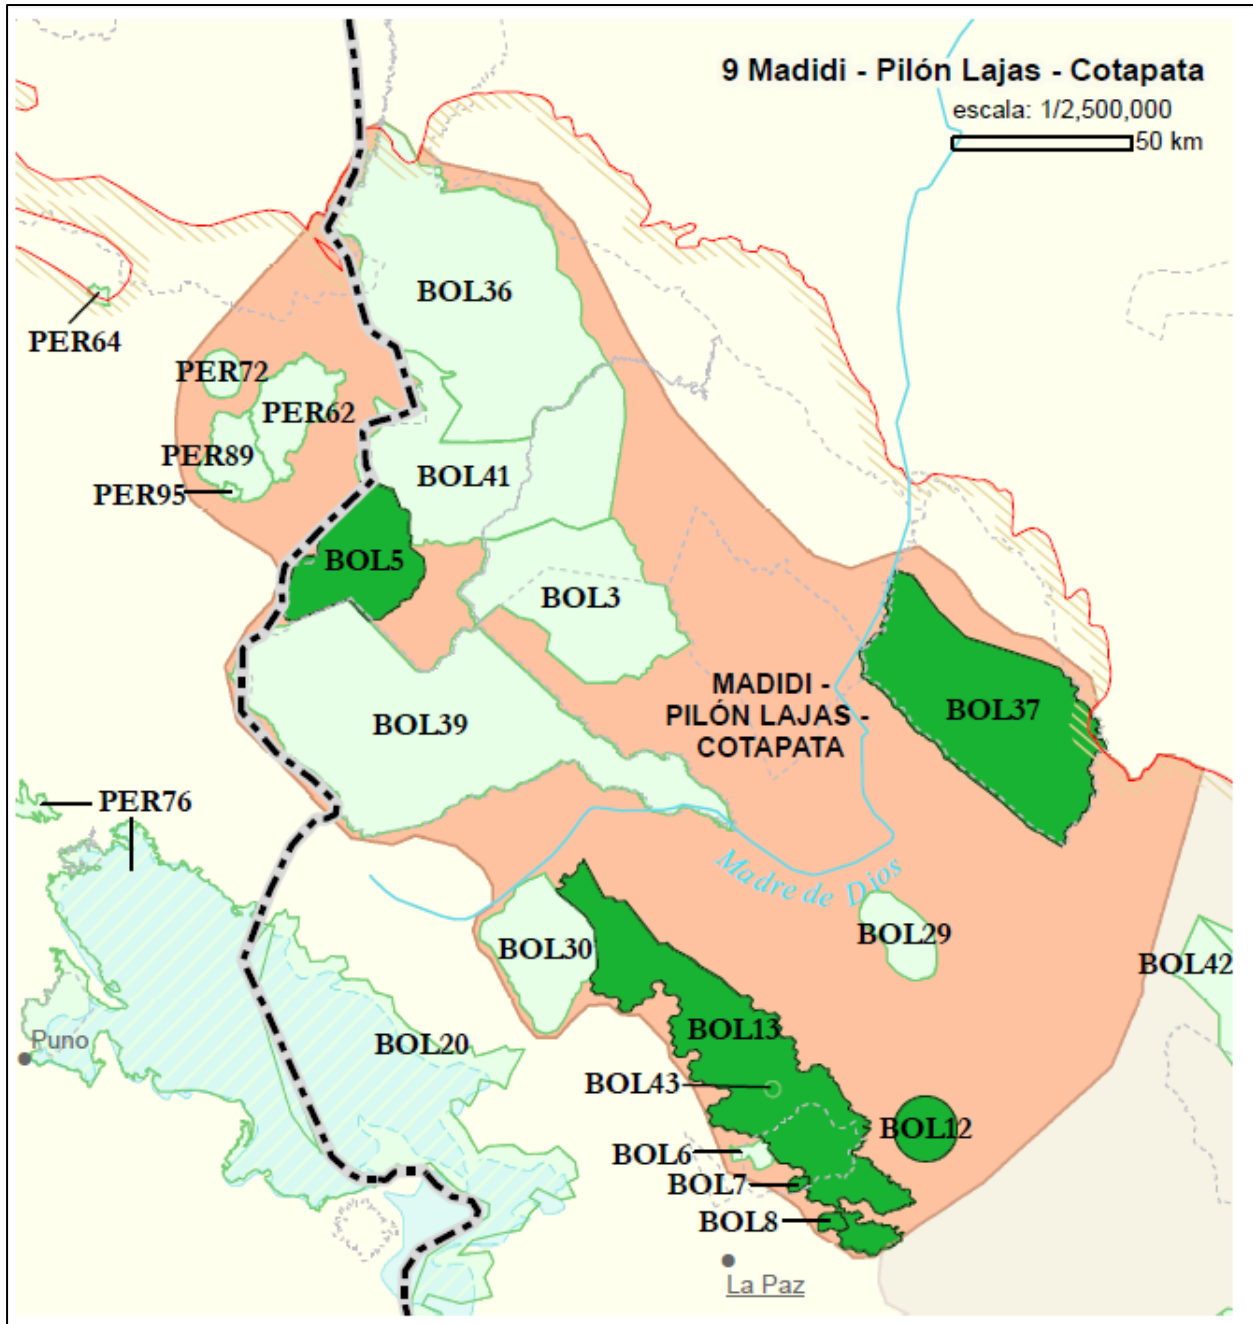 9 Madidi - Pilón Lajas - Cotapata
escala: 1/2,500,000
50 km
BOL36
PER64
PER72
PER62
PER89
BOL41
PER95
BOL5
BOL3
MADIDI -
PILÓN LAJAS -
COTAPATA
BOL37
BOL39
PER76
Madre de Dios
BOL29
BOL30
BOL42
BOL13
Puno
BOL20
BOL43
BOL12
BOL6
BOL7
BOL8
La Paz